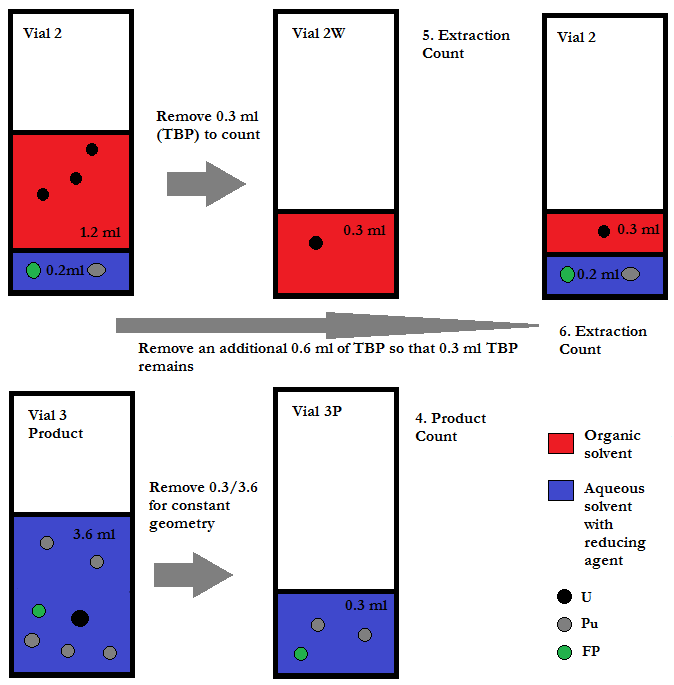 Vial 2
Remove 0.3 ml
(TBP) to count
1.2 ml
0.2ml
Vial 2W
0.3 ml
5. Extraction
Count
Vial 2
0.3 ml
0.2 ml
Remove an additional 0.6 ml of TBP so that 0.3 ml TBP
remains
6. Extraction
Count
Vial 3
Product
3.6 ml
Remove 0.3/3.6
for constant
geometry
Vial 3P
0.3 ml
4. Product
Count
Organic
solvent
Aqueous
solvent
with
reducing
agent
U
Pu
FP